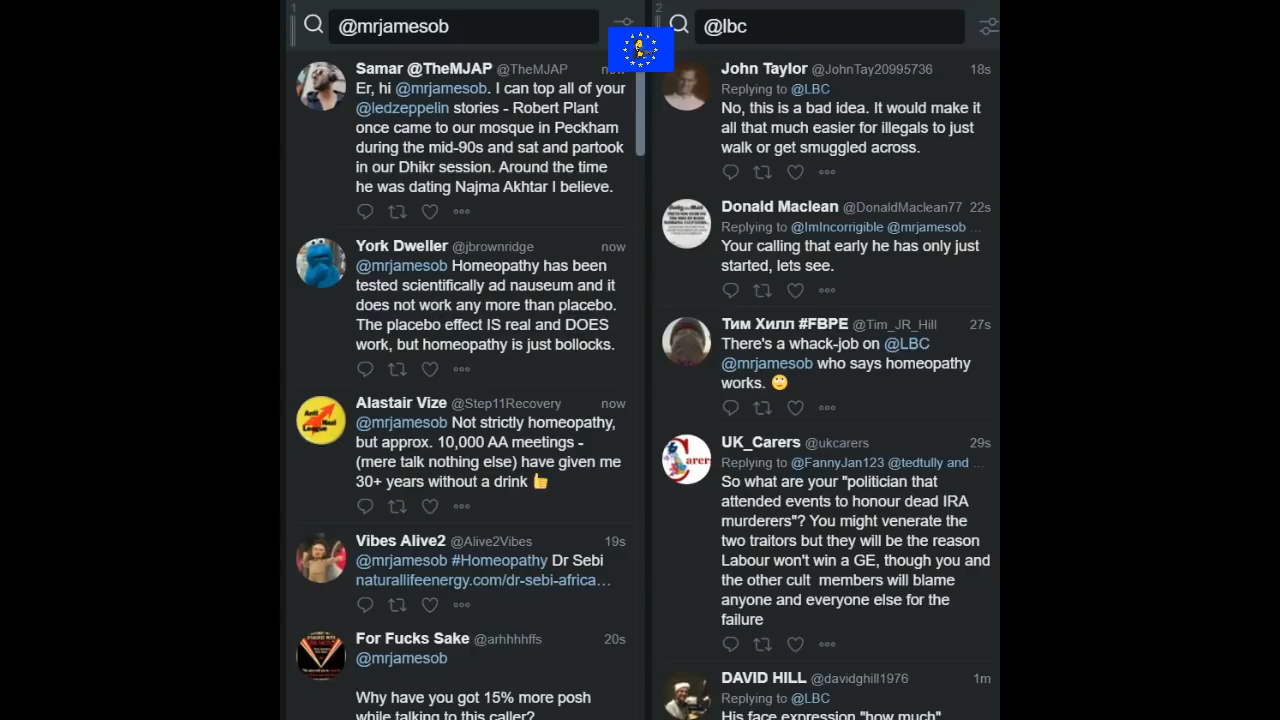 1
@mrjamesob
Samar @TheMJAP @TheMJAP now
Er, hi @mrjamesob. I can top all of your
@ledzeppelin stories - Robert Plant
once came to our mosque in Peckham
during the mid-90s and sat and partook
in our Dhikr session. Around the time
he was dating Najma Akhtar I believe.
York Dweller @jbrownridge now
@mrjamesob Homeopathy has been
tested scientifically ad nauseum and it
does not work any more than placebo.
The placebo effect IS real and DOES
work, but homeopathy is just bollocks.
Alastair Vize @Step11Recovery now
@mrjamesob Not strictly homeopathy,
but approx. 10,000 AA meetings -
(mere talk nothing else) have given me
30+ years without a drink 👍
Vibes Alive2 @Alive2Vibes 19s
@mrjamesob #Homeopathy Dr Sebi
naturallifeenergy.com/dr-sebi-africa…
For Fucks Sake @arhhhhffs 20s
@mrjamesob
Why have you got 15% more posh
while talking to this caller?
2
@lbc
John Taylor @JohnTay20995736 18s
Replying to @LBC
No, this is a bad idea. It would make it
all that much easier for illegals to just
walk or get smuggled across.
Donald Maclean @DonaldMaclean77 22s
Replying to @ImIncorrigible @mrjamesob …
Your calling that early he has only just
started, lets see.
Тим Хилл #FBPE @Tim_JR_Hill 27s
There's a whack-job on @LBC
@mrjamesob who says homeopathy
works. 🙄
UK_Carers @ukcarers 29s
Replying to @FannyJan123 @tedtully and …
So what are your "politician that
attended events to honour dead IRA
murderers"? You might venerate the
two traitors but they will be the reason
Labour won't win a GE, though you and
the other cult members will blame
anyone and everyone else for the
failure
DAVID HILL @davidghill1976 1m
Replying to @LBC
His face expression "how much"